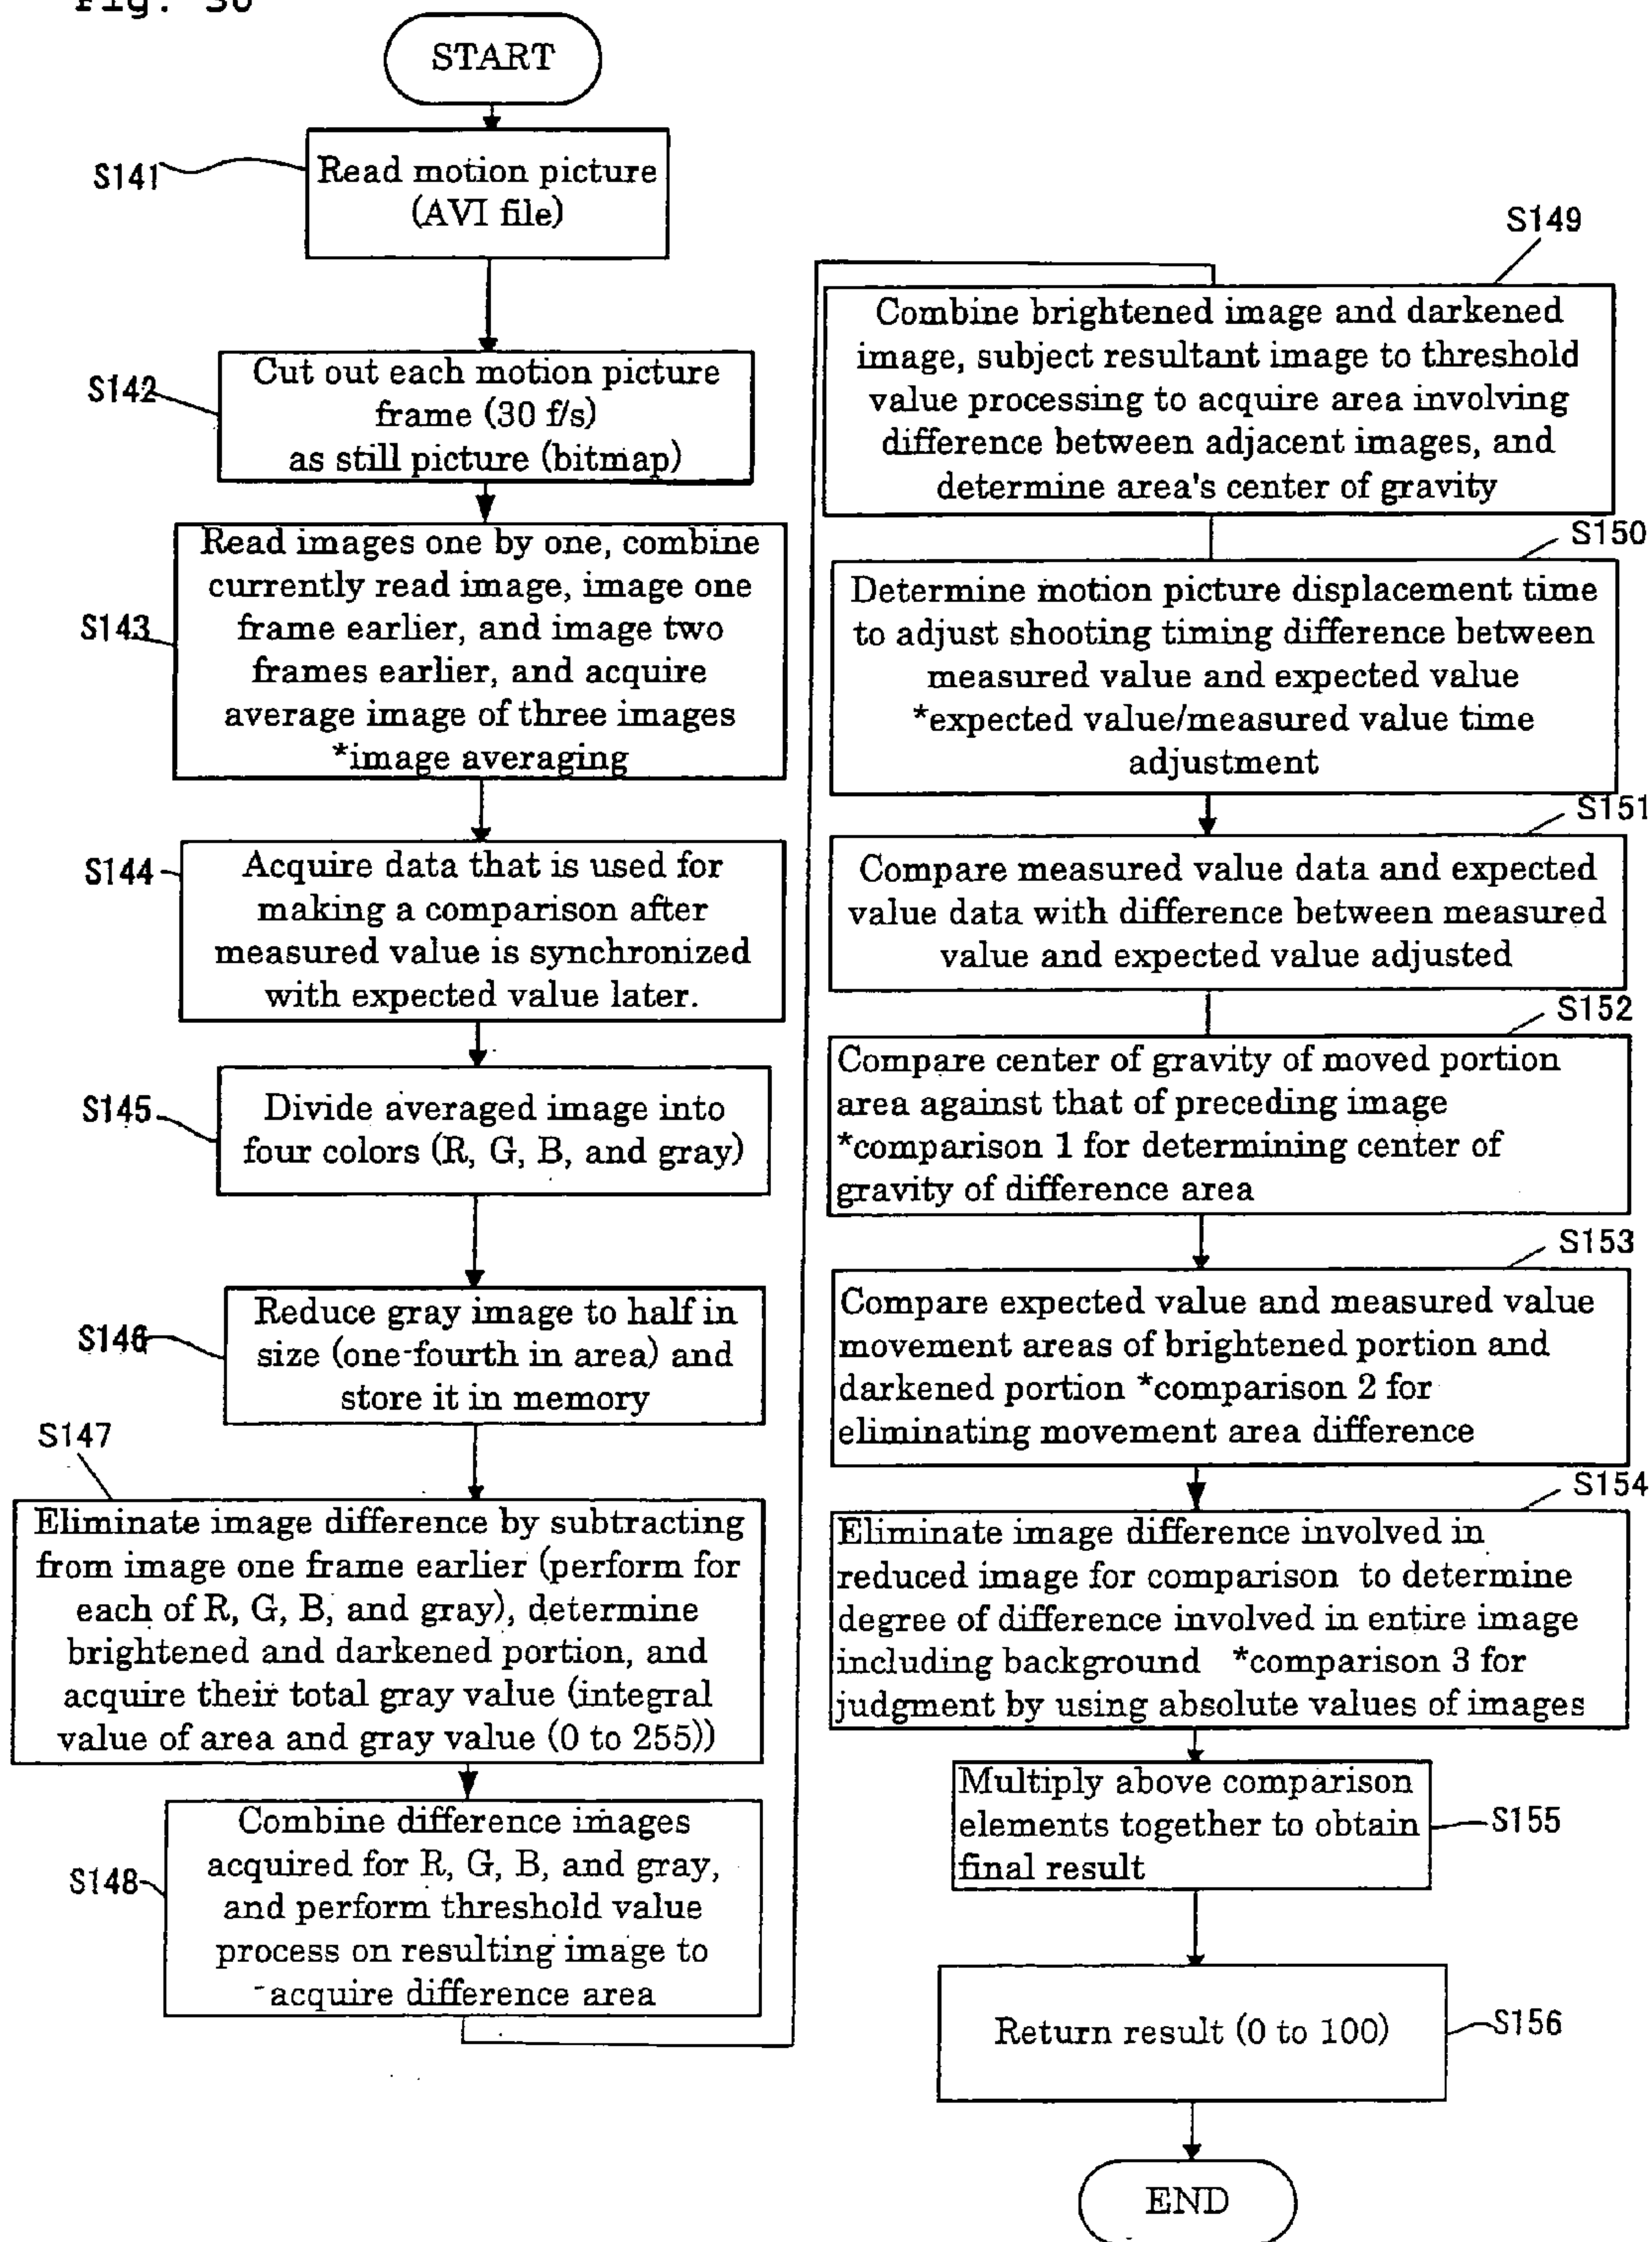 START
S141
Read motion picture
(AVI file)
S142
Cut out each motion picture
frame (30 f/s)
as still picture (bitmap)
S143
Read images one by one, combine
currently read image, image one
frame earlier, and image two
frames earlier, and acquire
average image of three images
*image averaging
S144
Acquire data that is used for
making a comparison after
measured value is synchronized
with expected value later.
S145
Divide averaged image into
four colors (R, G, B, and gray)
S146
Reduce gray image to half in
size (one-fourth in area) and
store it in memory
S147
Eliminate image difference by subtracting
from image one frame earlier (perform for
each of R, G, B, and gray), determine
brightened and darkened portion, and
acquire their total gray value (integral
value of area and gray value (0 to 255))
S148
Combine difference images
acquired for R, G, B, and gray,
and perform threshold value
process on resulting image to
acquire difference area
S149
Combine brightened image and darkened
image, subject resultant image to threshold
value processing to acquire area involving
difference between adjacent images, and
determine area's center of gravity
S150
Determine motion picture displacement time
to adjust shooting timing difference between
measured value and expected value
*expected value/measured value time
adjustment
S151
Compare measured value data and expected
value data with difference between measured
value and expected value adjusted
S152
Compare center of gravity of moved portion
area against that of preceding image
*comparison 1 for determining center of
gravity of difference area
S153
Compare expected value and measured value
movement areas of brightened portion and
darkened portion *comparison 2 for
eliminating movement area difference
S154
Eliminate image difference involved in
reduced image for comparison to determine
degree of difference involved in entire image
including background *comparison 3 for
judgment by using absolute values of images
S155
Multiply above comparison
elements together to obtain
final result
S156
Return result (0 to 100)
END